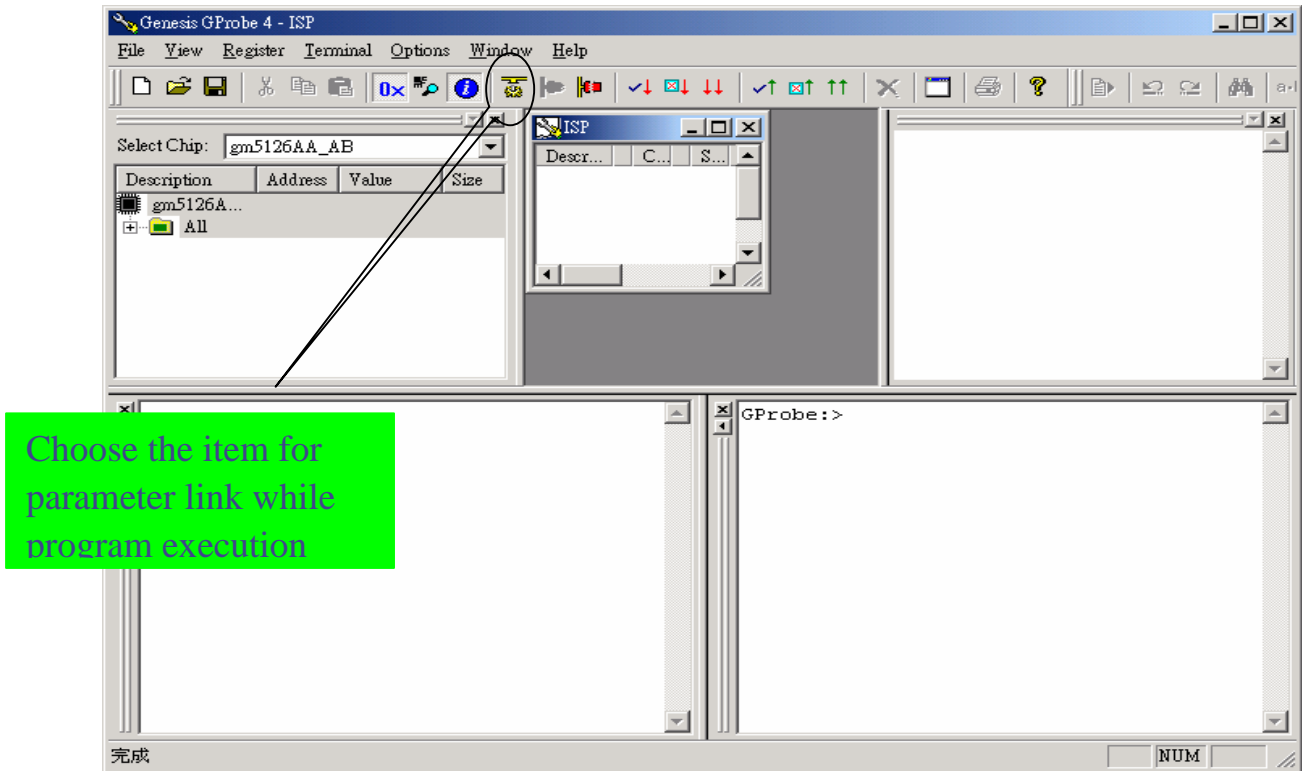 Genesis GProbe 4 - ISP
File View Register Terminal Options Window Help
0x
Select Chip: gm5126AA_AB
Description Address Value Size
gm5126A...
All
ISP
Descr... C... S...
Choose the item for
parameter link while
program execution
GProbe:>
完成
NUM